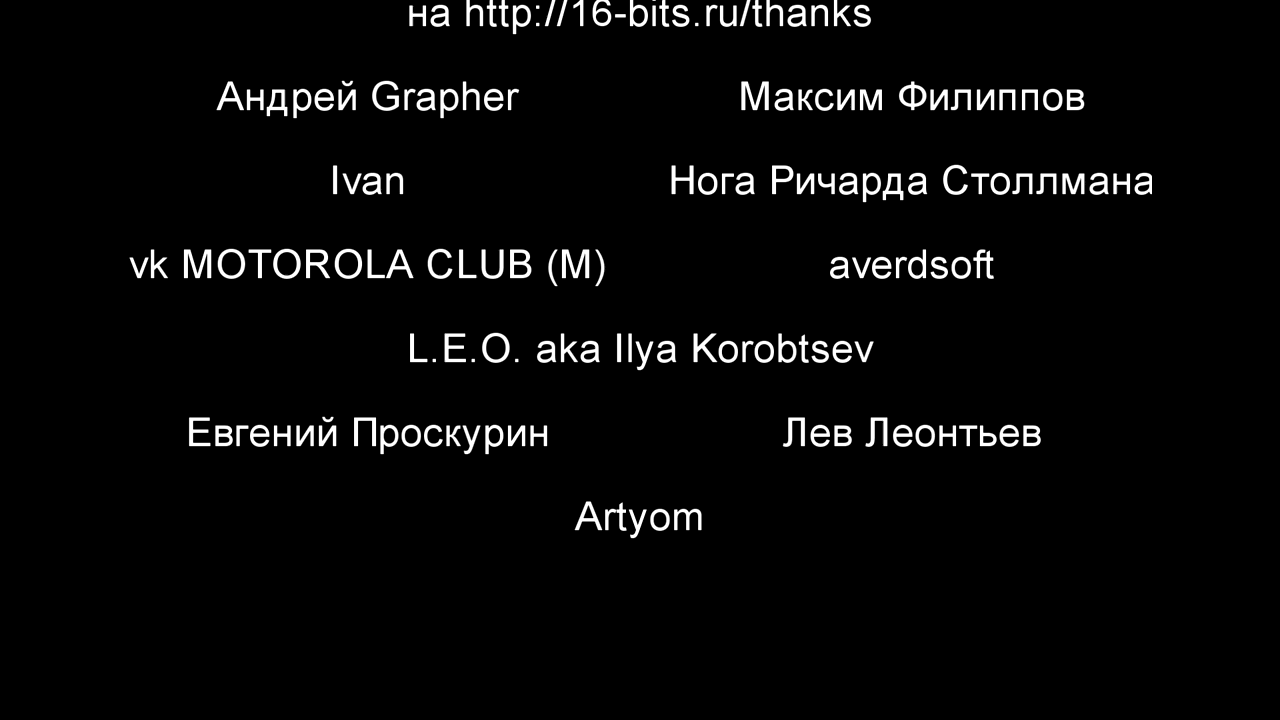 на http://16-bits.ru/thanks
Андрей Grapher Максим Филиппов
Ivan Нога Ричарда Столлмана
vk MOTOROLA CLUB (M) averdsoft
L.E.O. aka Ilya Korobtsev
Евгений Проскурин Лев Леонтьев
Artyom